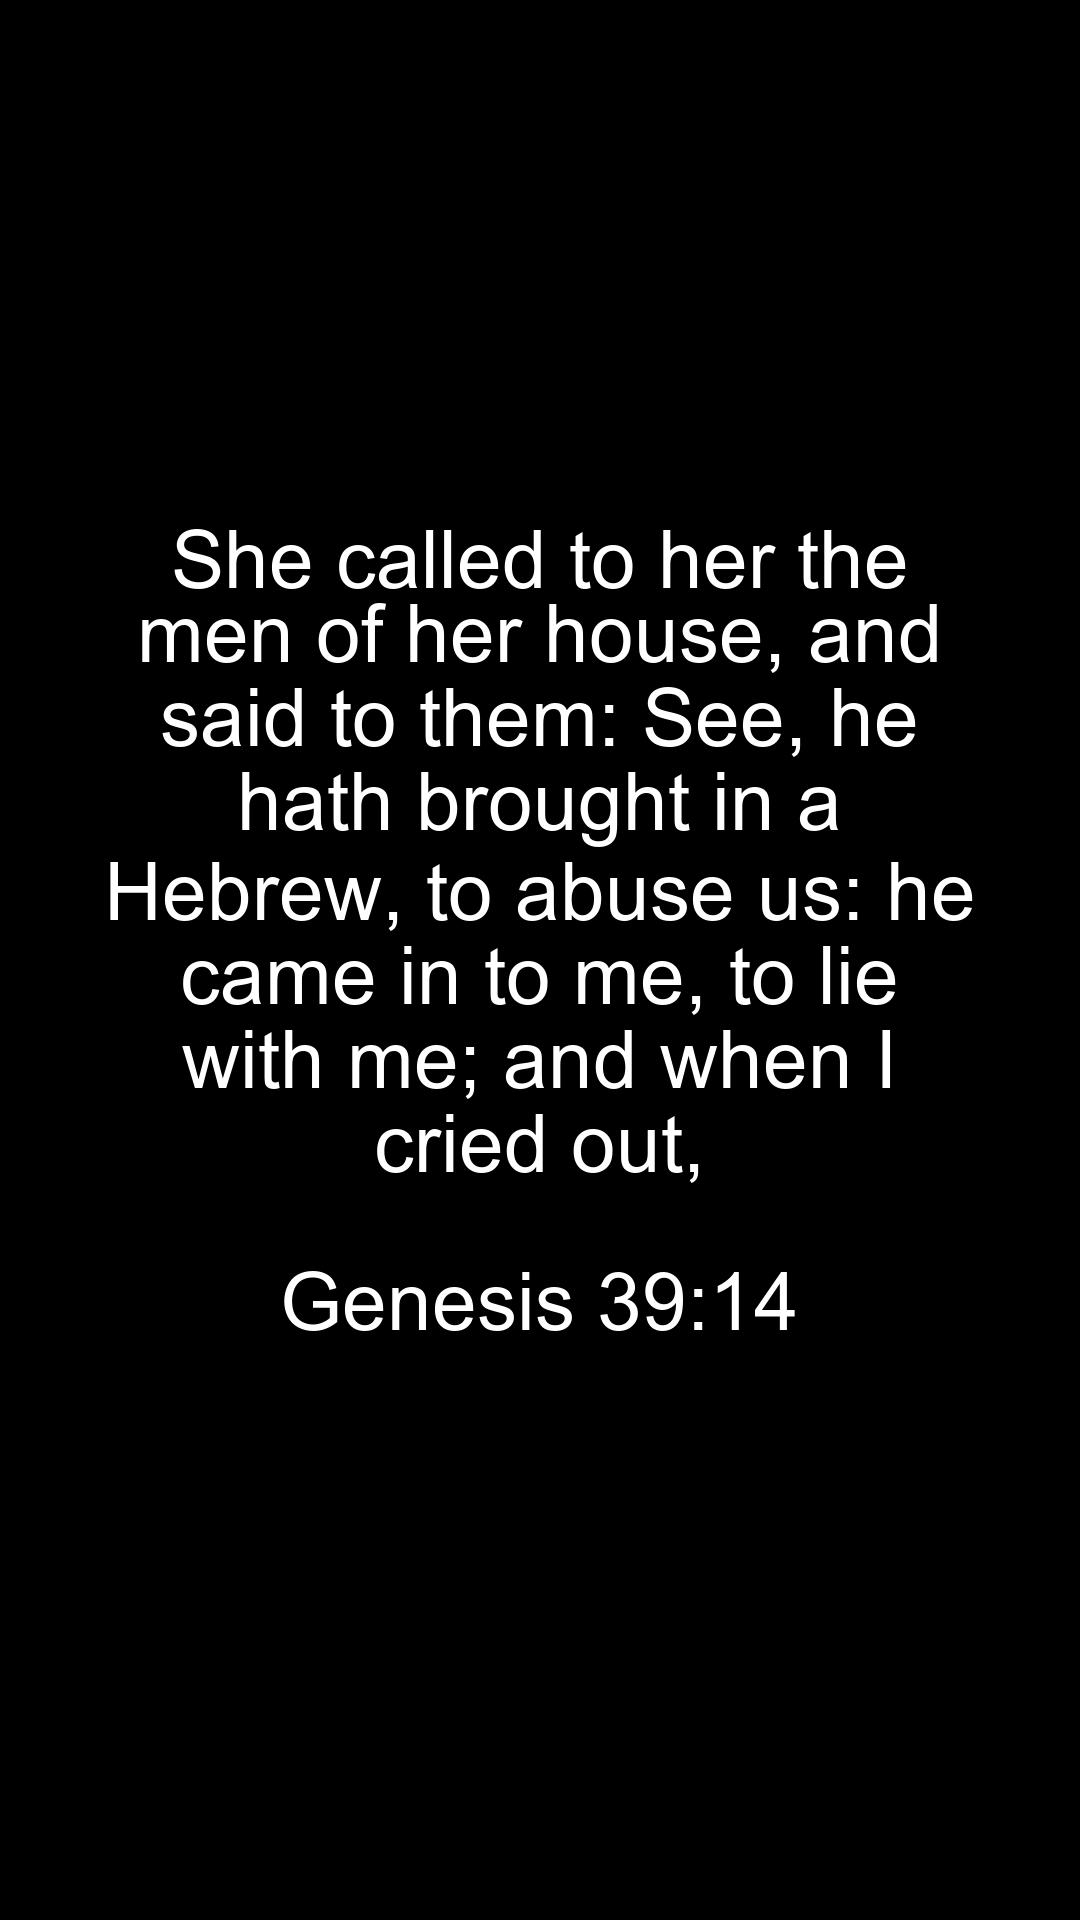 She called to her the
men of her house, and
said to them: See, he
hath brought in a
Hebrew, to abuse us: he
came in to me, to lie
with me; and when I
cried out,
Genesis 39:14